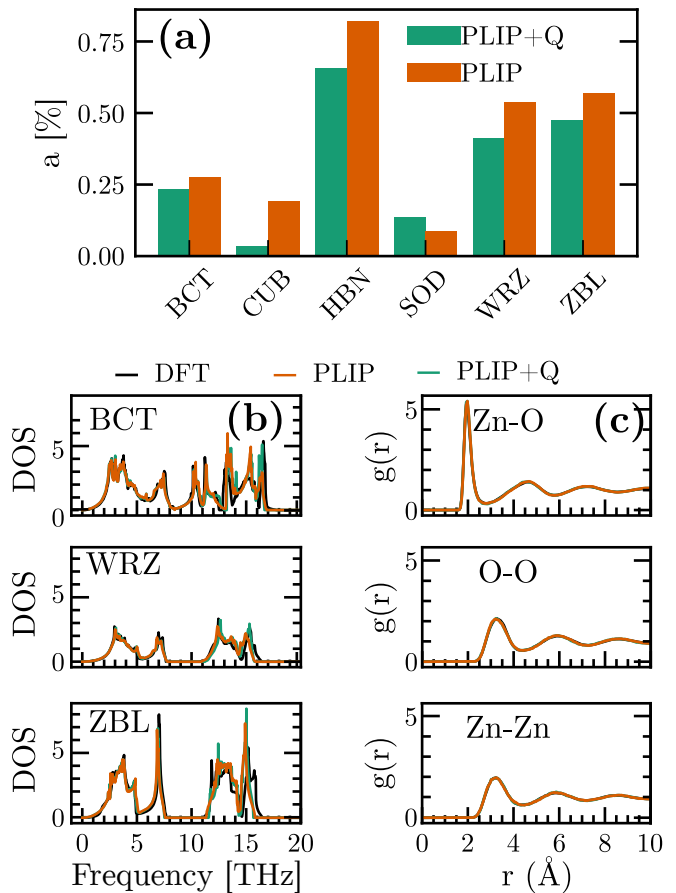 (a)
PLIP+Q
PLIP
a [%]
0.75
0.50
0.25
0.00
BCT
CUB
HBN
SOD
WRZ
ZBL
DFT
PLIP
PLIP+Q
BCT
(b)
DOS
5
0
WRZ
DOS
5
0
ZBL
DOS
5
0
0
5
10
15
20
Frequency [THz]
Zn-O
(c)
g(r)
5
0
O-O
g(r)
5
0
Zn-Zn
g(r)
5
0
0
2
4
6
8
10
r (Å)